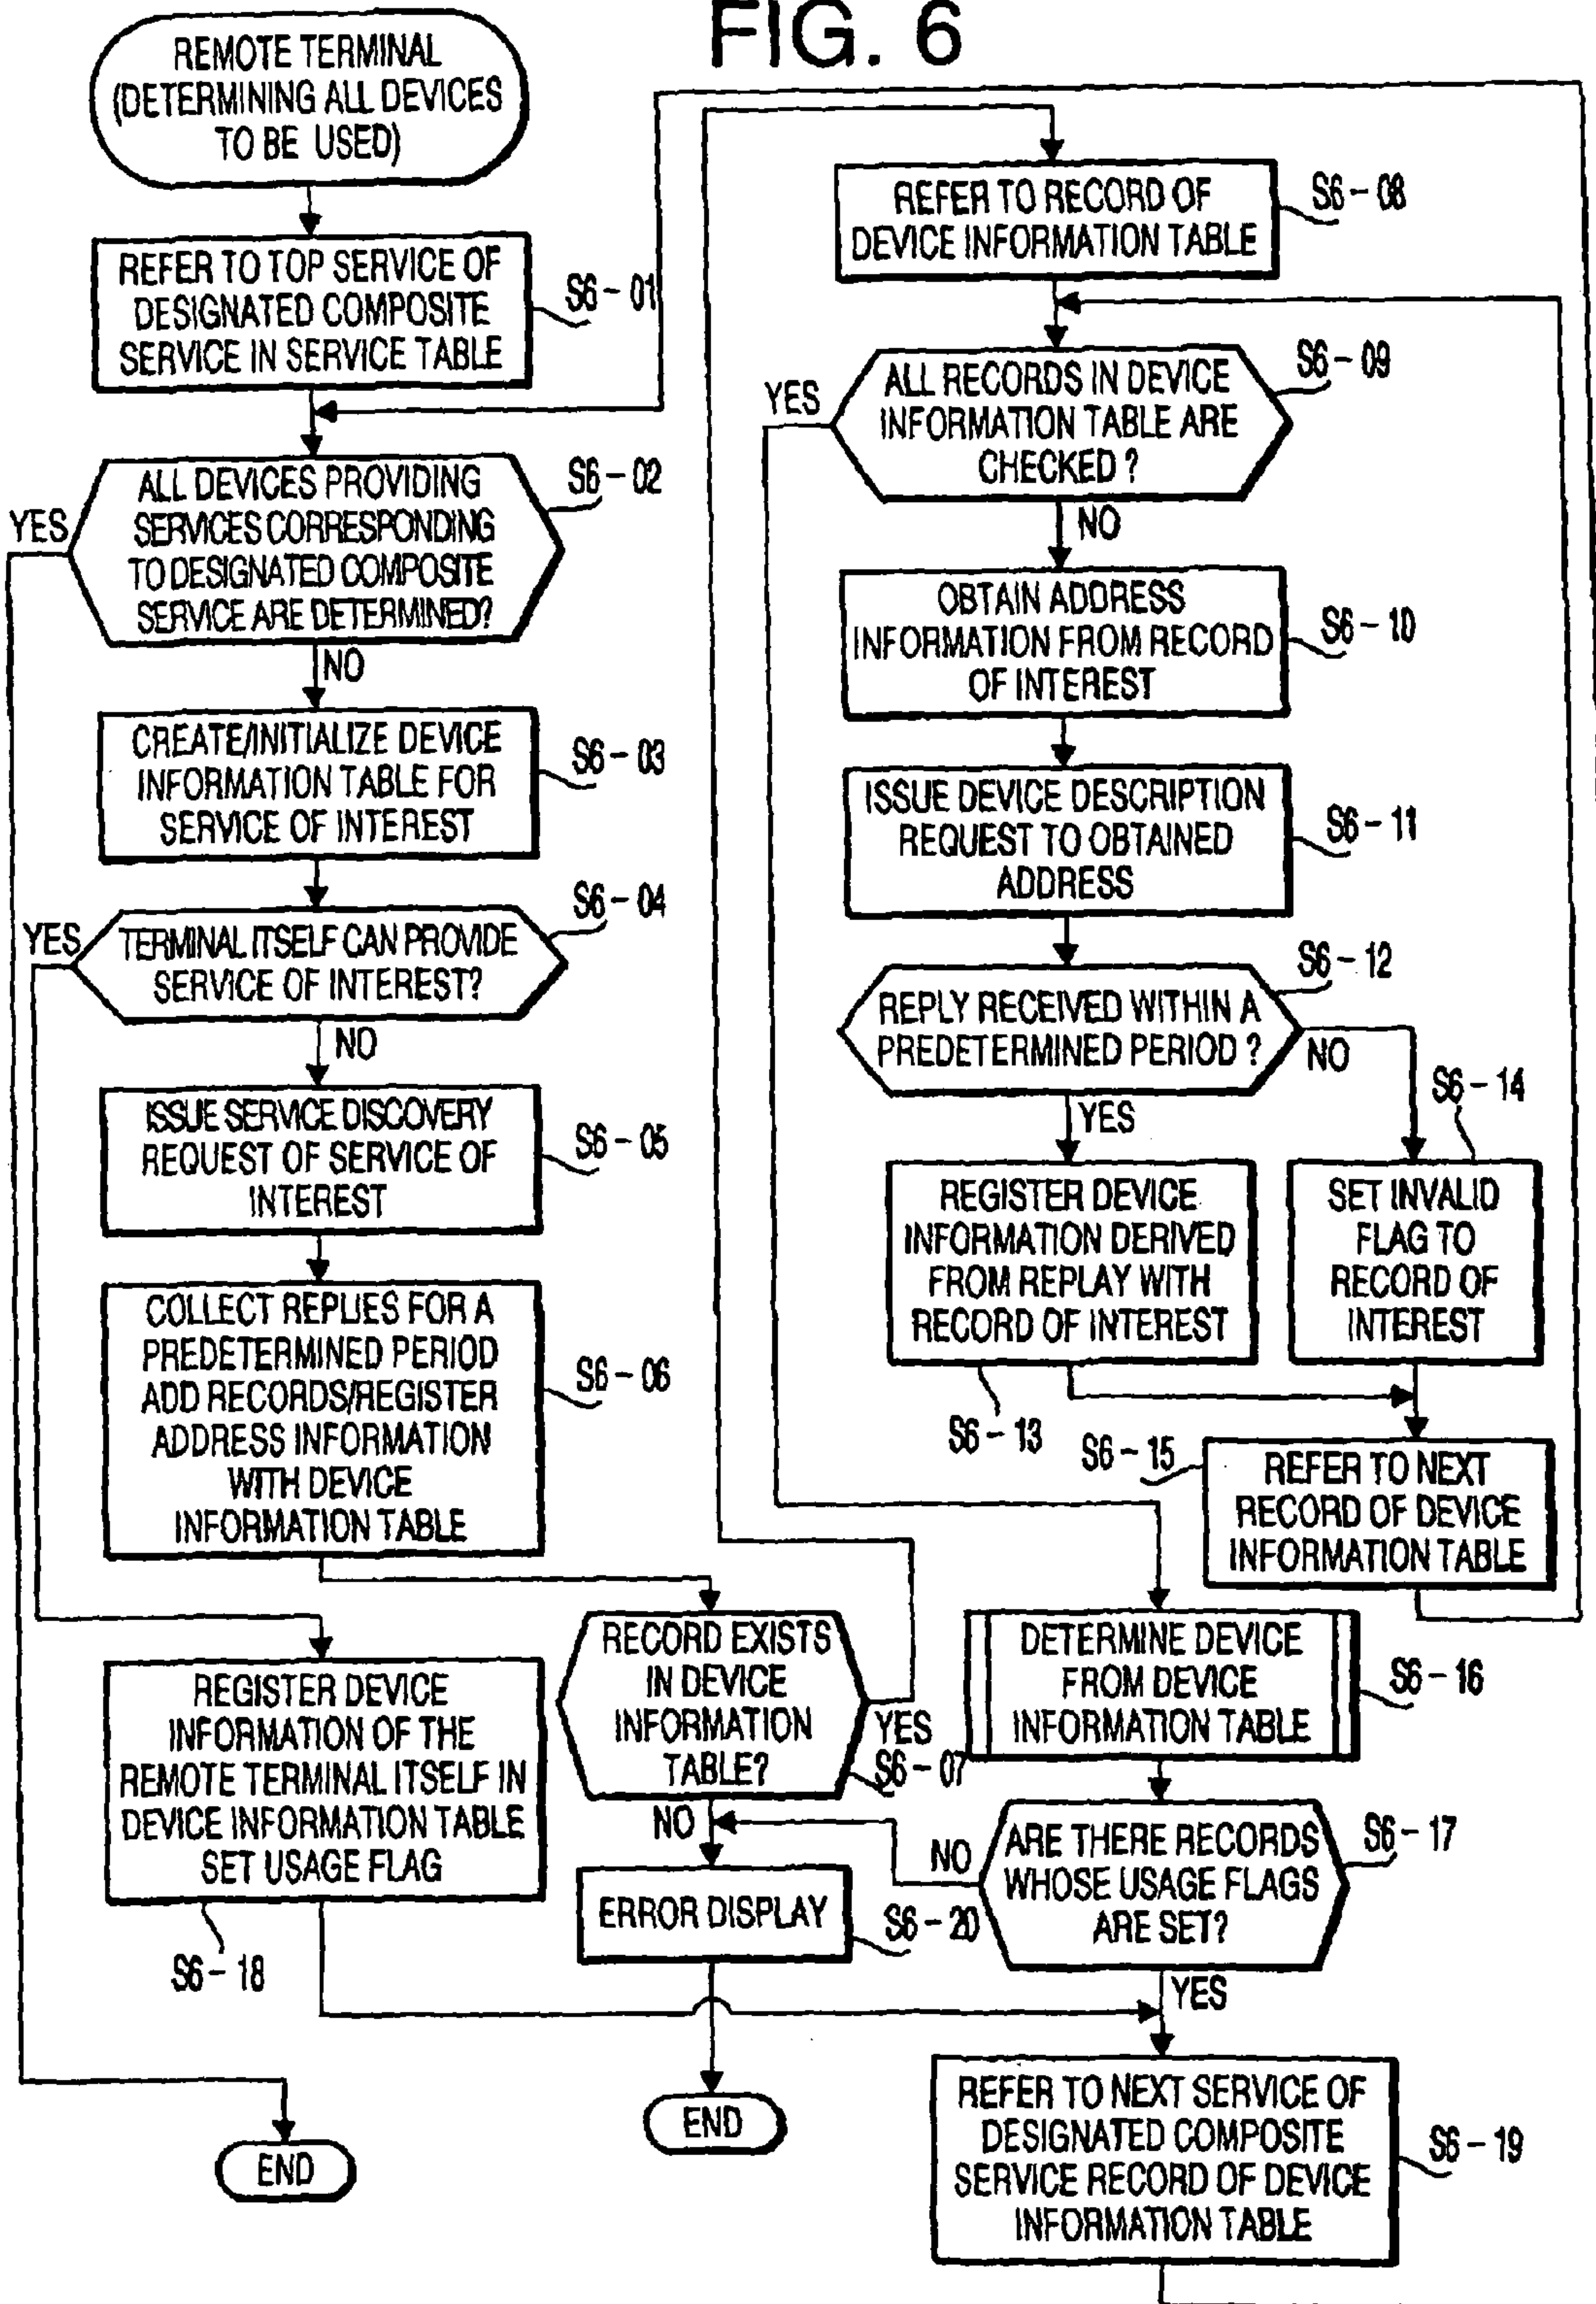 FIG. 6
REMOTE TERMINAL
(DETERMINING ALL DEVICES
TO BE USED)
REFER TO TOP SERVICE OF
DESIGNATED COMPOSITE
SERVICE IN SERVICE TABLE
S6-01
ALL DEVICES PROVIDING
SERVICES CORRESPONDING
TO DESIGNATED COMPOSITE
SERVICE ARE DETERMINED?
S6-02
YES
NO
CREATE/INITIALIZE DEVICE
INFORMATION TABLE FOR
SERVICE OF INTEREST
S6-03
TERMINAL ITSELF CAN PROVIDE
SERVICE OF INTEREST?
S6-04
YES
NO
ISSUE SERVICE DISCOVERY
REQUEST OF SERVICE OF
INTEREST
S6-05
COLLECT REPLIES FOR A
PREDETERMINED PERIOD
ADD RECORDS/REGISTER
ADDRESS INFORMATION
WITH DEVICE
INFORMATION TABLE
S6-06
REGISTER DEVICE
INFORMATION OF THE
REMOTE TERMINAL ITSELF IN
DEVICE INFORMATION TABLE
SET USAGE FLAG
S6-18
END
RECORD EXISTS
IN DEVICE
INFORMATION
TABLE?
YES
S6-07
NO
ERROR DISPLAY
S6-20
END
REFER TO RECORD OF
DEVICE INFORMATION TABLE
S6-08
ALL RECORDS IN DEVICE
INFORMATION TABLE ARE
CHECKED ?
S6-09
YES
NO
OBTAIN ADDRESS
INFORMATION FROM RECORD
OF INTEREST
S6-10
ISSUE DEVICE DESCRIPTION
REQUEST TO OBTAINED
ADDRESS
S6-11
REPLY RECEIVED WITHIN A
PREDETERMINED PERIOD ?
S6-12
NO
YES
REGISTER DEVICE
INFORMATION DERIVED
FROM REPLAY WITH
RECORD OF INTEREST
S6-13
S6-14
SET INVALID
FLAG TO
RECORD OF
INTEREST
S6-15
REFER TO NEXT
RECORD OF DEVICE
INFORMATION TABLE
DETERMINE DEVICE
FROM DEVICE
INFORMATION TABLE
S6-16
ARE THERE RECORDS
WHOSE USAGE FLAGS
ARE SET?
S6-17
NO
YES
REFER TO NEXT SERVICE OF
DESIGNATED COMPOSITE
SERVICE RECORD OF DEVICE
INFORMATION TABLE
S6-19